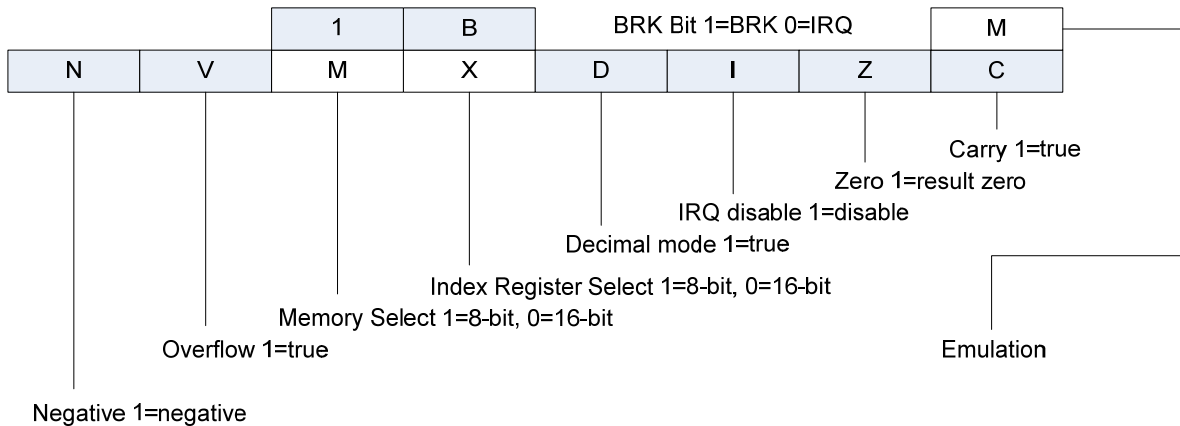 1 B BRK Bit 1=BRK 0=IRQ M
N V M X D I Z C
Carry 1=true
Zero 1=result zero
IRQ disable 1=disable
Decimal mode 1=true
Index Register Select 1=8-bit, 0=16-bit
Memory Select 1=8-bit, 0=16-bit
Overflow 1=true
Emulation
Negative 1=negative